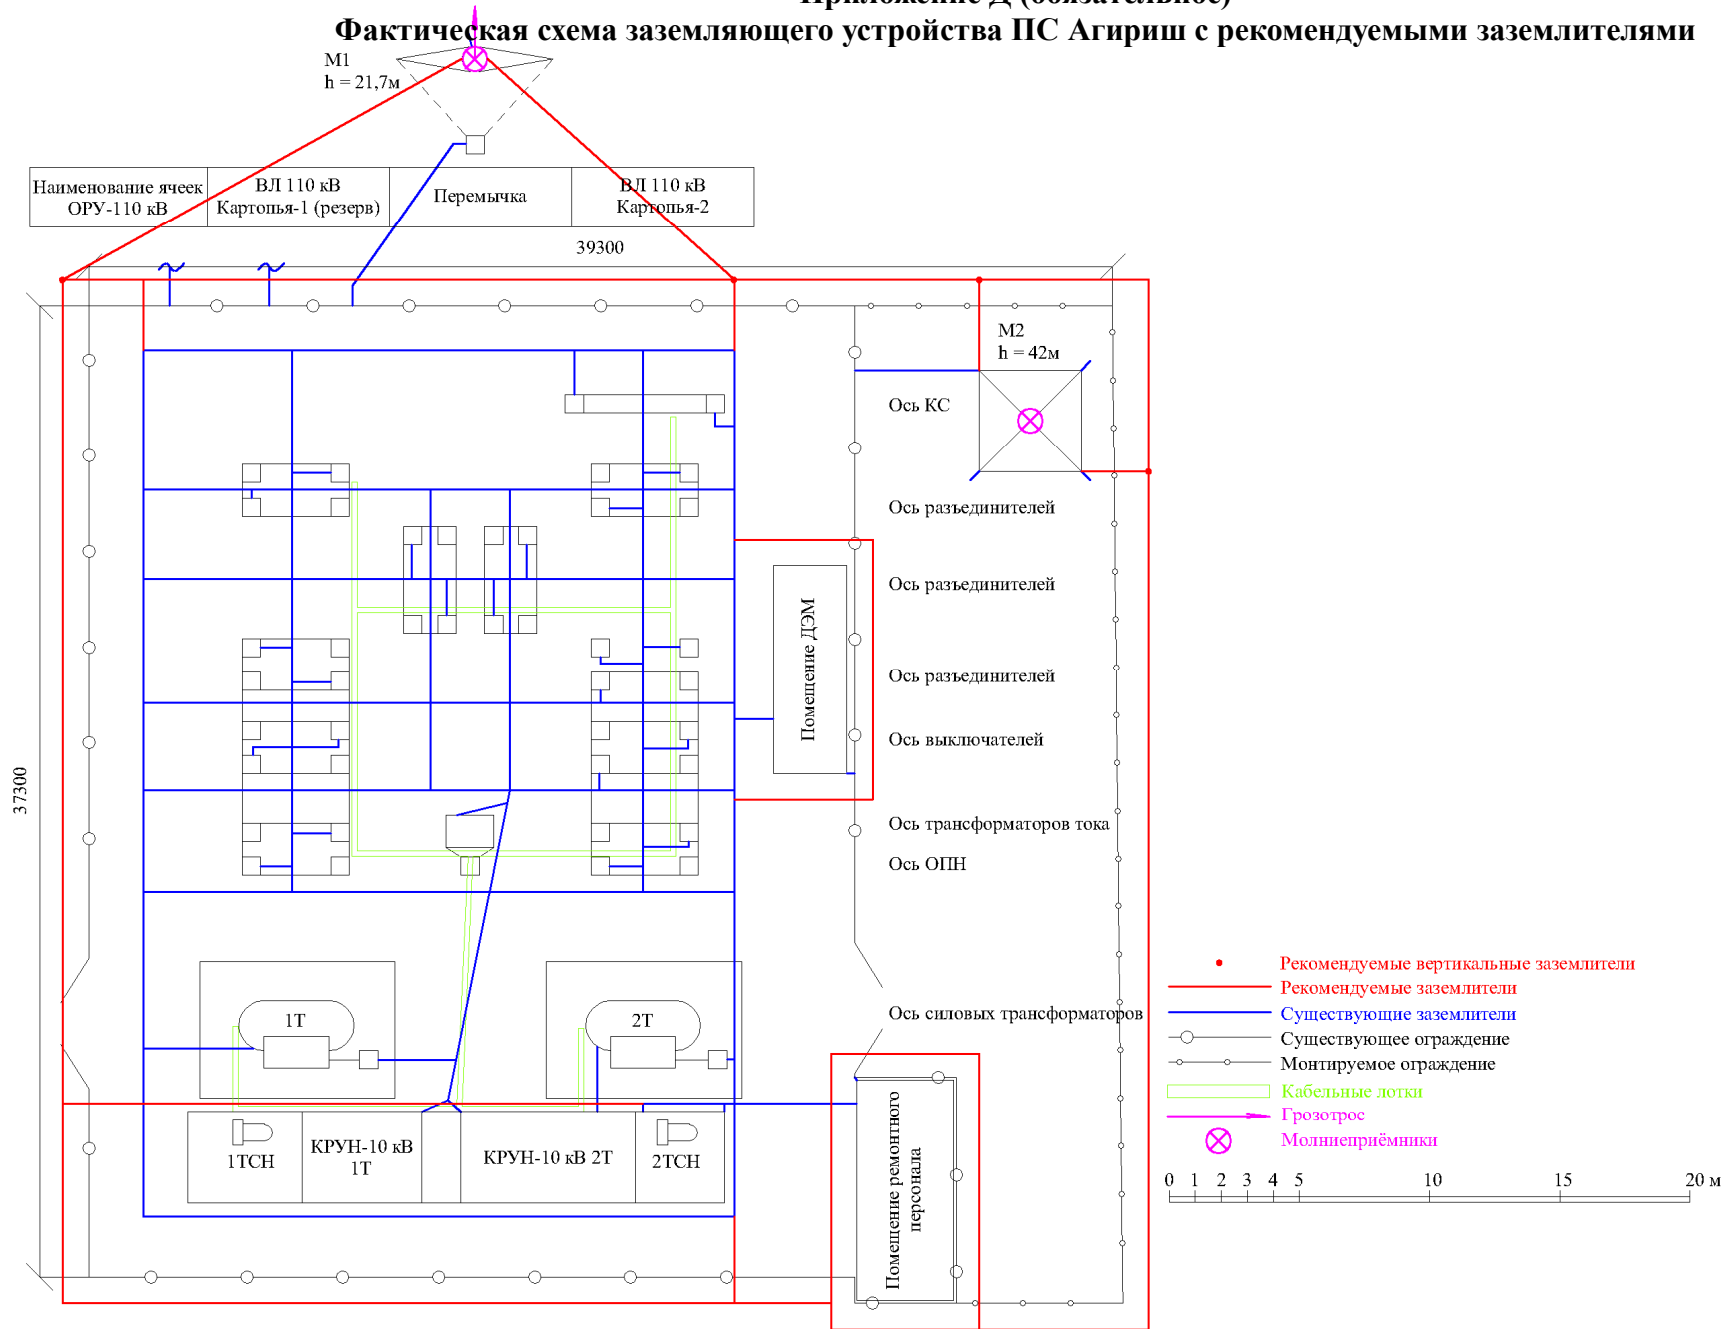 Приложение Д (обязательное)
Фактическая схема заземляющего устройства ПС Агириш с рекомендуемыми заземлителями
М1
h = 21,7м
Наименование ячеек
ОРУ-110 кВ
ВЛ 110 кВ
Картопья-1 (резерв)
Перемычка
ВЛ 110 кВ
Картопья-2
39300
37300
М2
h = 42м
Ось КС
Ось разъединителей
Ось разъединителей
Ось разъединителей
Ось выключателей
Ось трансформаторов тока
Ось ОПН
Ось силовых трансформаторов
Помещение ДЭМ
1Т
2Т
1ТСН
КРУН-10 кВ
1Т
КРУН-10 кВ 2Т
2ТСН
Помещение ремонтного
персонала
Рекомендуемые вертикальные заземлители
Рекомендуемые заземлители
Существующие заземлители
Существующее ограждение
Монтируемое ограждение
Кабельные лотки
Грозотрос
Молниеприёмники
0 1 2 3 4 5 10 15 20 м